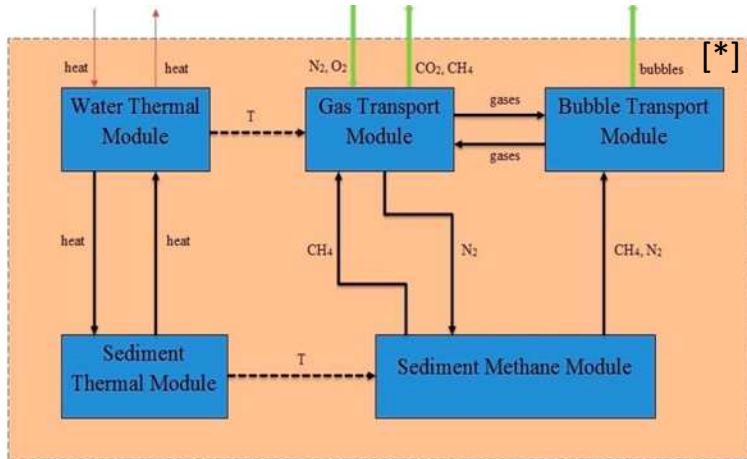 [*]
heat
heat
N₂, O₂
CO₂, CH₄
bubbles
Water Thermal
Module
T
Gas Transport
Module
gases
gases
Bubble Transport
Module
heat
heat
CH₄
N₂
CH₄, N₂
Sediment
Thermal Module
T
Sediment Methane Module